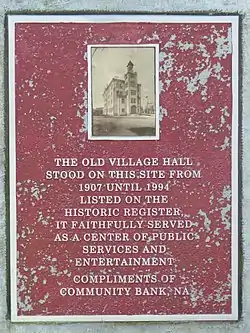 THE OLD VILLAGE HALL
STOOD ON THIS SITE FROM
1907 UNTIL 1994
LISTED ON THE
HISTORIC REGISTER,
IT FAITHFULLY SERVED
AS A CENTER OF PUBLIC
SERVICES AND
ENTERTAINMENT
COMPLIMENTS OF
COMMUNITY BANK, NA